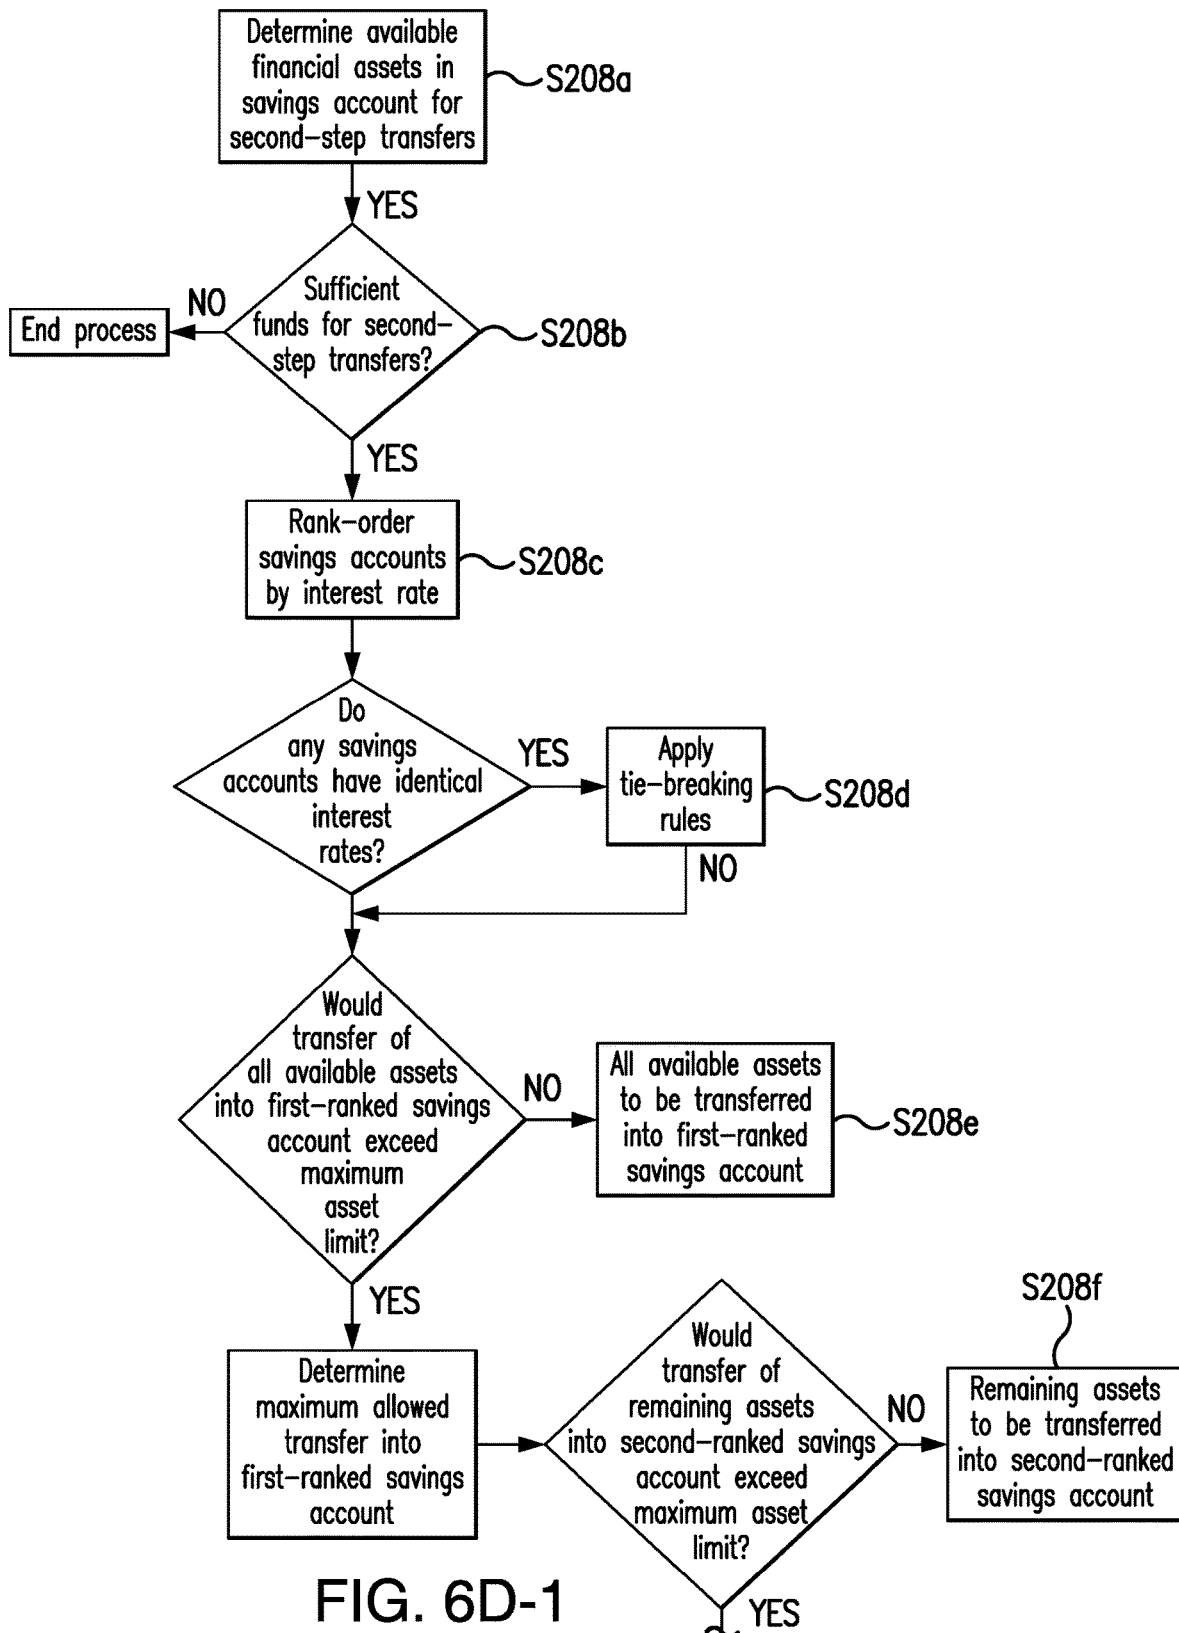 Determine available
financial assets in
savings account for
second-step transfers
S208a
YES
Sufficient
funds for second-
step transfers?
S208b
NO
End process
YES
Rank-order
savings accounts
by interest rate
S208c
Do
any savings
accounts have identical
interest
rates?
YES
Apply
tie-breaking
rules
S208d
NO
Would
transfer of
all available assets
into first-ranked savings
account exceed
maximum
asset
limit?
NO
All available assets
to be transferred
into first-ranked
savings account
S208e
YES
Determine
maximum allowed
transfer into
first-ranked savings
account
Would
transfer of
remaining assets
into second-ranked savings
account exceed
maximum asset
limit?
NO
S208f
Remaining assets
to be transferred
into second-ranked
savings account
YES
FIG. 6D-1